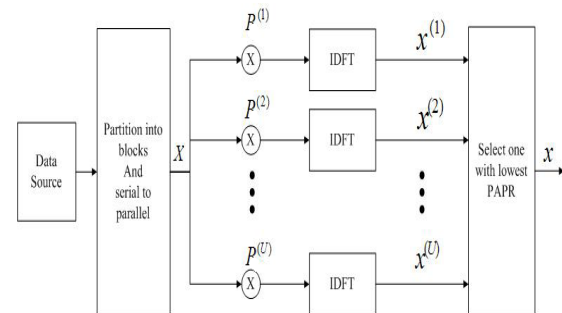 P^(1)
x^(1)
IDFT
P^(2)
x^(2)
IDFT
Data
Source
Partition into
blocks
And
serial to
parallel
X
Select one
with lowest
PAPR
x
P^(U)
x^(U)
IDFT
X
X
X